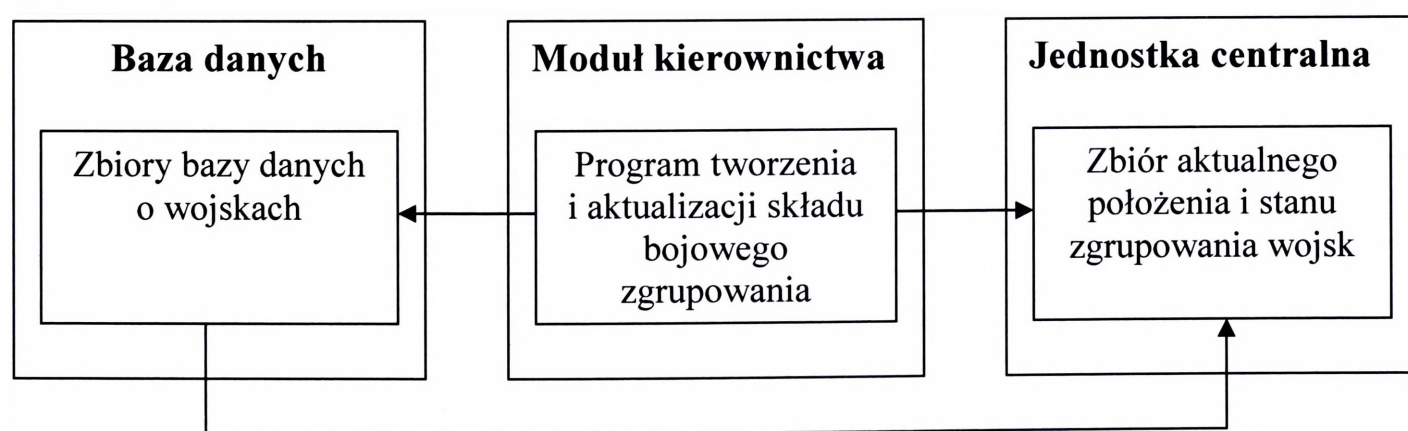 Baza danych
Zbiory bazy danych
o wojskach
Moduł kierownictwa
Program tworzenia
i aktualizacji składu
bojowego
zgrupowania
Jednostka centralna
Zbiór aktualnego
położenia i stanu
zgrupowania wojsk